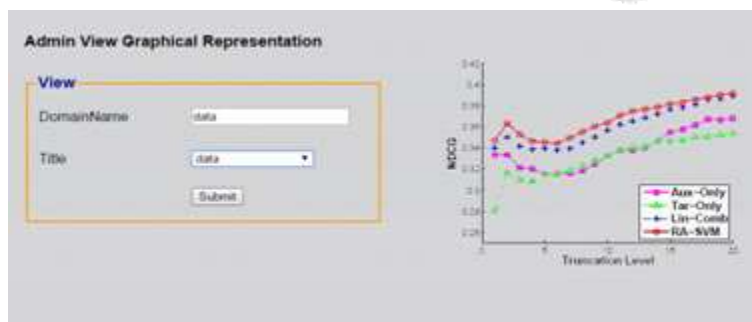 Admin View Graphical Representation
View
DomainName
data
Title
data
Submit
NDCG
Aux-Only
Tar-Only
Lin-Comb
RA-SVM
Truncation Level